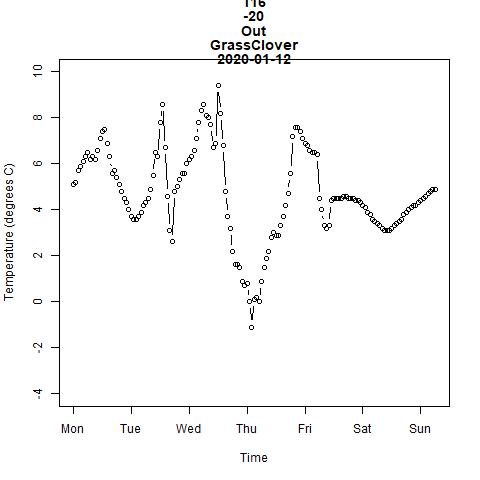 116
-20
Out
GrassClover
2020-01-12
10
8
6
4
2
0
-2
-4
Temperature (degrees C)
Mon Tue Wed Thu Fri Sat Sun
Time